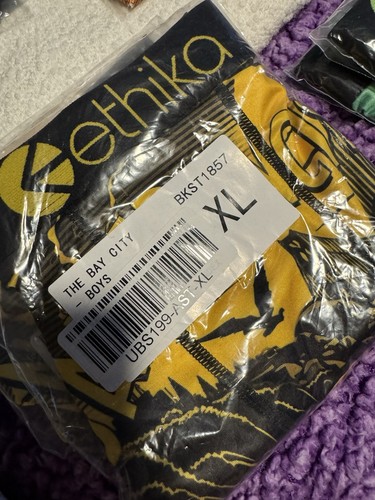 ethika
BKST1857
THE BAY CITY
BOYS
XL
UBS199-AST-XL